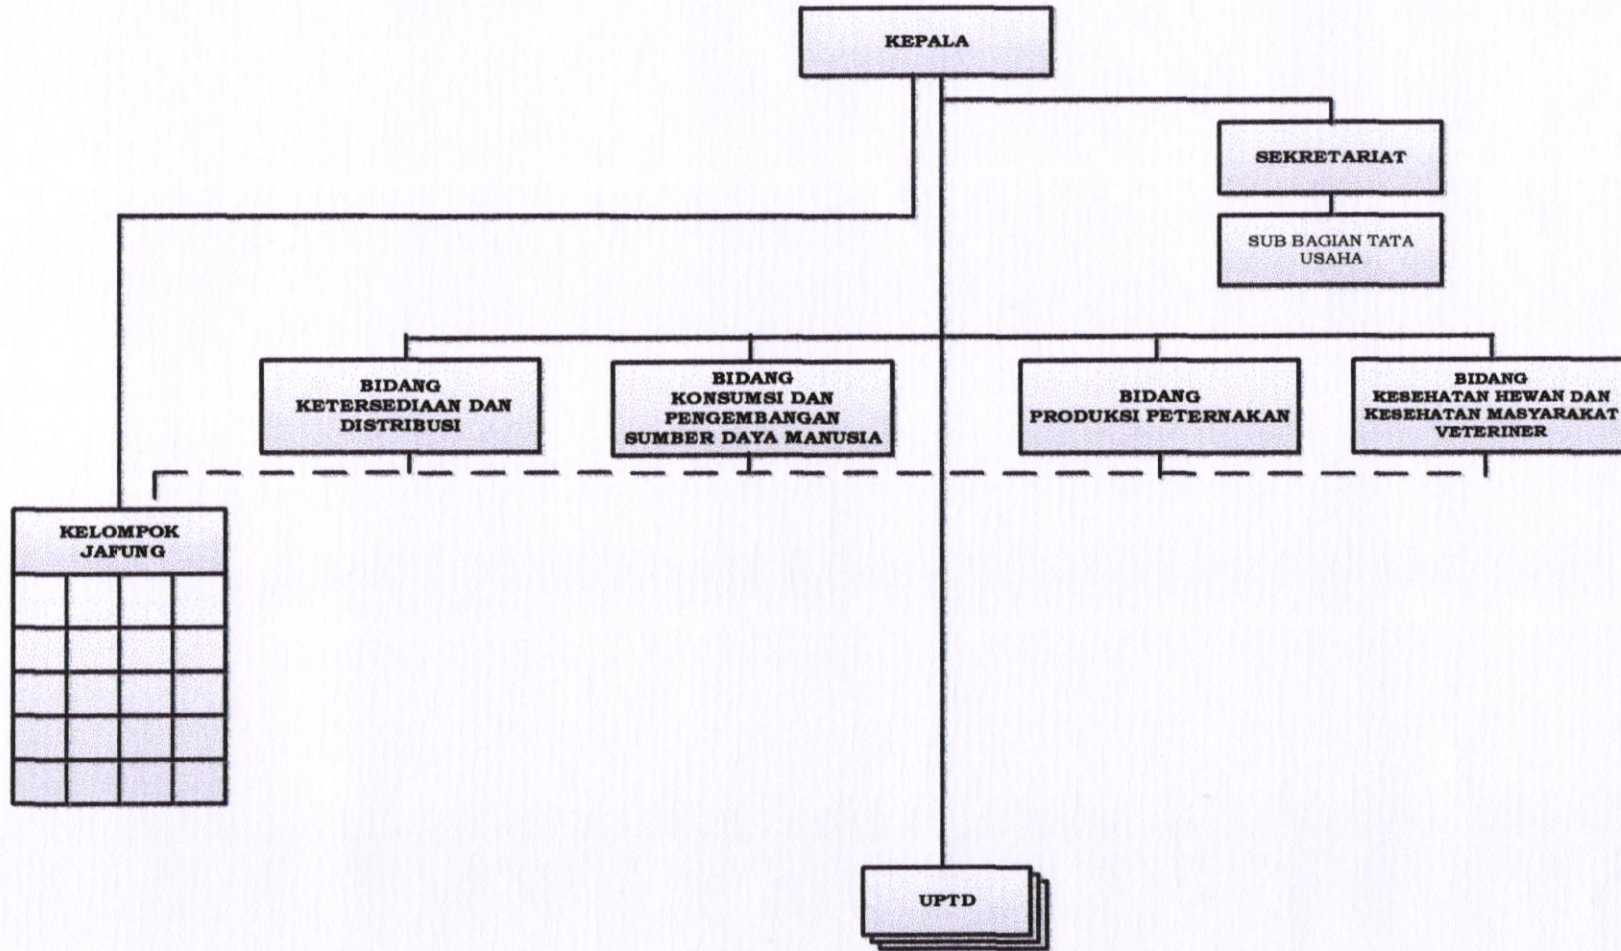 KEPALA
SEKRETARIAT
SUB BAGIAN TATA
USAHA
BIDANG
KETERSEDIAAN DAN
DISTRIBUSI
BIDANG
KONSUMSI DAN
PENGEMBANGAN
SUMBER DAYA MANUSIA
BIDANG
PRODUKSI PETERNAKAN
BIDANG
KESEHATAN HEWAN DAN
KESEHATAN MASYARAKAT
VETERINER
KELOMPOK
JAFUNG
UPTD